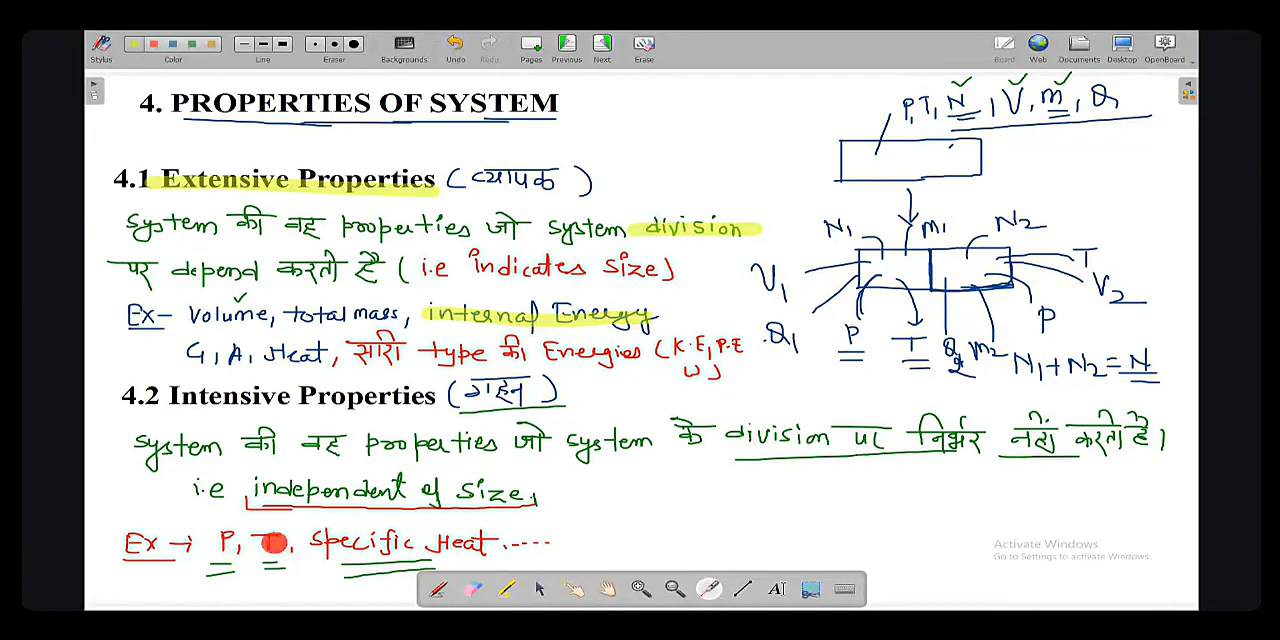 Stylus Color Line Eraser Backgrounds Undo Redo Pages Previous Next Erase Board Web Documents Desktop OpenBoard
4. PROPERTIES OF SYSTEM
P, T, N, V, m, Q
4.1 Extensive Properties (व्यापक)
system की वह properties जो system division
पर depend करती है (i.e indicates size)
Ex- Volume, total mass, internal Energy
G, A, Heat, सारी type की Energies (K.E, P.E
W)
N1 m1 N2
V1 T
V2
Q1 P T Q2 m2 P
N1 + N2 = N
4.2 Intensive Properties (गहन)
system की वह properties जो system के division पर निर्भर नहीं करती है।
i.e independent of size,
Ex → P, T, Specific Heat.....
Activate Windows
Go to Settings to activate Windows.